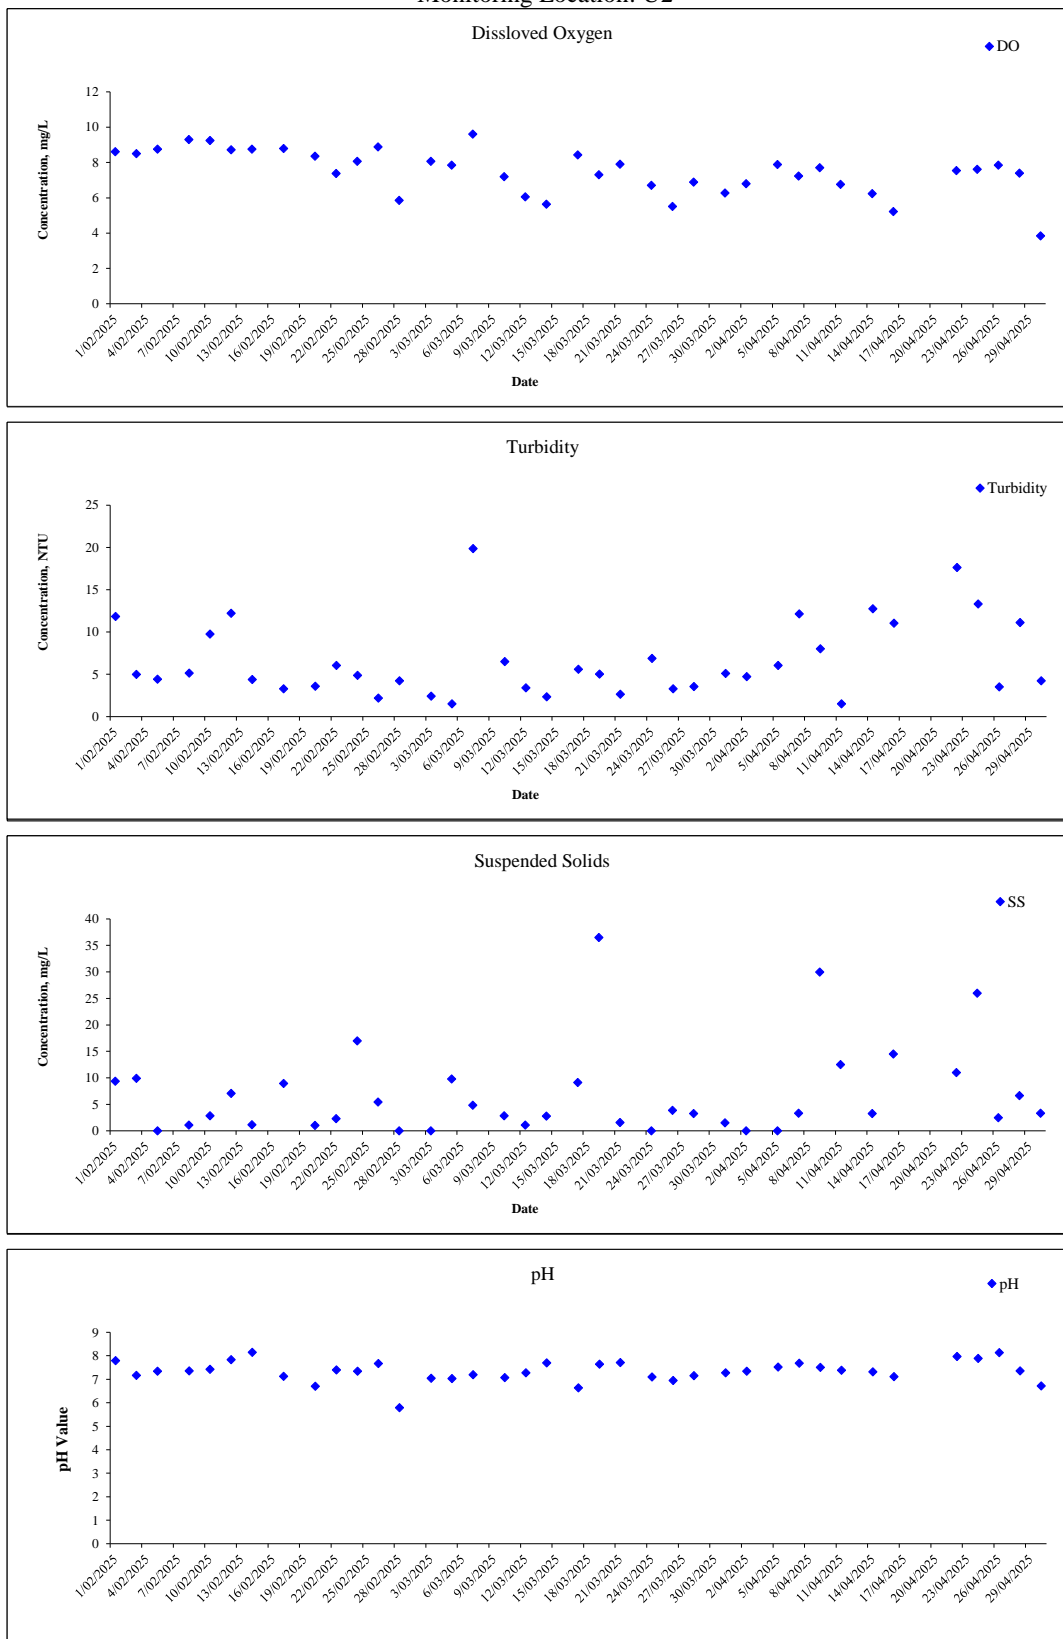 Monitoring Location: U2
Dissloved Oxygen
DO
Concentration, mg/L
12
10
8
6
4
2
0
1/02/2025 4/02/2025 7/02/2025 10/02/2025 13/02/2025 16/02/2025 19/02/2025 22/02/2025 25/02/2025 28/02/2025 3/03/2025 6/03/2025 9/03/2025 12/03/2025 15/03/2025 18/03/2025 21/03/2025 24/03/2025 27/03/2025 30/03/2025 2/04/2025 5/04/2025 8/04/2025 11/04/2025 14/04/2025 17/04/2025 20/04/2025 23/04/2025 26/04/2025 29/04/2025
Date
Turbidity
Turbidity
Concentration, NTU
25
20
15
10
5
0
1/02/2025 4/02/2025 7/02/2025 10/02/2025 13/02/2025 16/02/2025 19/02/2025 22/02/2025 25/02/2025 28/02/2025 3/03/2025 6/03/2025 9/03/2025 12/03/2025 15/03/2025 18/03/2025 21/03/2025 24/03/2025 27/03/2025 30/03/2025 2/04/2025 5/04/2025 8/04/2025 11/04/2025 14/04/2025 17/04/2025 20/04/2025 23/04/2025 26/04/2025 29/04/2025
Date
Suspended Solids
SS
Concentration, mg/L
40
35
30
25
20
15
10
5
0
1/02/2025 4/02/2025 7/02/2025 10/02/2025 13/02/2025 16/02/2025 19/02/2025 22/02/2025 25/02/2025 28/02/2025 3/03/2025 6/03/2025 9/03/2025 12/03/2025 15/03/2025 18/03/2025 21/03/2025 24/03/2025 27/03/2025 30/03/2025 2/04/2025 5/04/2025 8/04/2025 11/04/2025 14/04/2025 17/04/2025 20/04/2025 23/04/2025 26/04/2025 29/04/2025
Date
pH
pH
pH Value
9
8
7
6
5
4
3
2
1
0
1/02/2025 4/02/2025 7/02/2025 10/02/2025 13/02/2025 16/02/2025 19/02/2025 22/02/2025 25/02/2025 28/02/2025 3/03/2025 6/03/2025 9/03/2025 12/03/2025 15/03/2025 18/03/2025 21/03/2025 24/03/2025 27/03/2025 30/03/2025 2/04/2025 5/04/2025 8/04/2025 11/04/2025 14/04/2025 17/04/2025 20/04/2025 23/04/2025 26/04/2025 29/04/2025